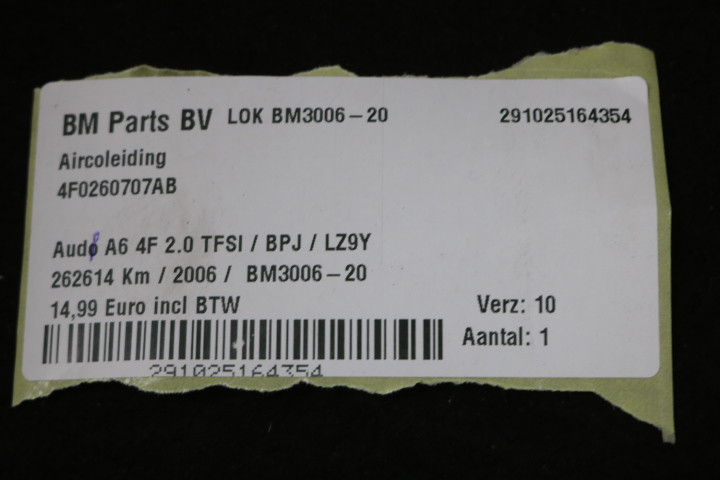 BM Parts BV LOK BM3006-20 291025164354
Aircoleiding
4F0260707AB
Audi A6 4F 2.0 TFSI / BPJ / LZ9Y
262614 Km / 2006 / BM3006-20
14,99 Euro incl BTW
Verz: 10
Aantal: 1
291025164354